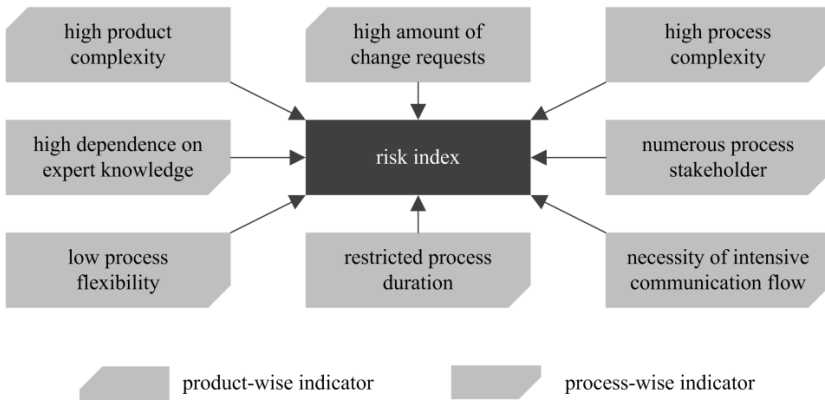 high product
complexity
high amount of
change requests
high process
complexity
high dependence on
expert knowledge
risk index
numerous process
stakeholder
low process
flexibility
restricted process
duration
necessity of intensive
communication flow
product-wise indicator
process-wise indicator